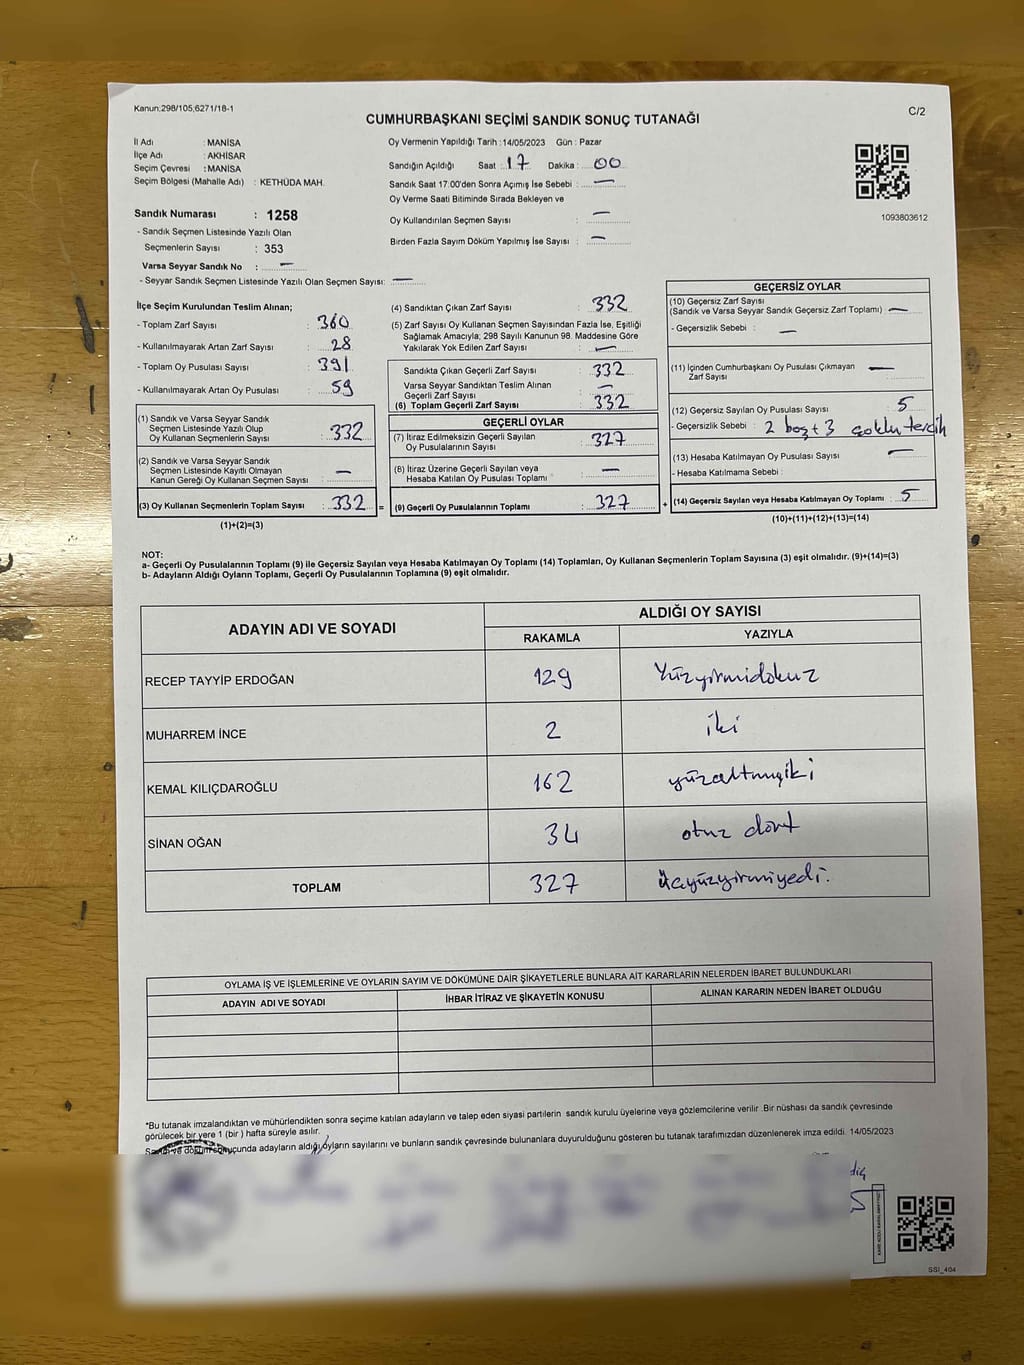 Kanun:298/105;6271/18-1
C/2
CUMHURBAŞKANI SEÇİMİ SANDIK SONUÇ TUTANAĞI
İl Adı : MANİSA
İlçe Adı : AKHİSAR
Seçim Çevresi : MANİSA
Seçim Bölgesi (Mahalle Adı) : KETHÜDA MAH.
Oy Vermenin Yapıldığı Tarih : 14/05/2023 Gün : Pazar
Sandığın Açıldığı Saat : 17 Dakika : 00
Sandık Saat 17:00'den Sonra Açımış İse Sebebi : —
Oy Verme Saati Bitiminde Sırada Bekleyen ve
Oy Kullandırılan Seçmen Sayısı : —
Birden Fazla Sayım Döküm Yapılmış İse Sayısı : —
1093803612
Sandık Numarası : 1258
- Sandık Seçmen Listesinde Yazılı Olan
Seçmenlerin Sayısı : 353
Varsa Seyyar Sandık No : —
- Seyyar Sandık Seçmen Listesinde Yazılı Olan Seçmen Sayısı: —
İlçe Seçim Kurulundan Teslim Alınan;
- Toplam Zarf Sayısı : 360
- Kullanılmayarak Artan Zarf Sayısı : 28
- Toplam Oy Pusulası Sayısı : 391
- Kullanılmayarak Artan Oy Pusulası : 59
(1) Sandık ve Varsa Seyyar Sandık
Seçmen Listesinde Yazılı Olup
Oy Kullanan Seçmenlerin Sayısı : 332
(2) Sandık ve Varsa Seyyar Sandık
Seçmen Listesinde Kayıtlı Olmayan
Kanun Gereği Oy Kullanan Seçmen Sayısı : —
(3) Oy Kullanan Seçmenlerin Toplam Sayısı : 332 =
(1)+(2)=(3)
(4) Sandıktan Çıkan Zarf Sayısı : 332
(5) Zarf Sayısı Oy Kullanan Seçmen Sayısından Fazla İse, Eşitliği
Sağlamak Amacıyla; 298 Sayılı Kanunun 98. Maddesine Göre
Yakılarak Yok Edilen Zarf Sayısı : —
Sandıkta Çıkan Geçerli Zarf Sayısı : 332
Varsa Seyyar Sandıktan Teslim Alınan
Geçerli Zarf Sayısı : —
(6) Toplam Geçerli Zarf Sayısı : 332
GEÇERLİ OYLAR
(7) İtiraz Edilmeksizin Geçerli Sayılan
Oy Pusulalarının Sayısı : 327
(8) İtiraz Üzerine Geçerli Sayılan veya
Hesaba Katılan Oy Pusulası Toplamı : —
(9) Geçerli Oy Pusulalarının Toplamı : 327 +
GEÇERSİZ OYLAR
(10) Geçersiz Zarf Sayısı
(Sandık ve Varsa Seyyar Sandık Geçersiz Zarf Toplamı) : —
- Geçersizlik Sebebi : —
(11) İçinden Cumhurbaşkanı Oy Pusulası Çıkmayan
Zarf Sayısı : —
(12) Geçersiz Sayılan Oy Pusulası Sayısı : 5
- Geçersizlik Sebebi : 2 boş+3 çoklu tercih
(13) Hesaba Katılmayan Oy Pusulası Sayısı : —
- Hesaba Katılmama Sebebi :
(14) Geçersiz Sayılan veya Hesaba Katılmayan Oy Toplamı : 5
(10)+(11)+(12)+(13)=(14)
NOT:
a- Geçerli Oy Pusulalarının Toplamı (9) ile Geçersiz Sayılan veya Hesaba Katılmayan Oy Toplamı (14) Toplamları, Oy Kullanan Seçmenlerin Toplam Sayısına (3) eşit olmalıdır. (9)+(14)=(3)
b- Adayların Aldığı Oyların Toplamı, Geçerli Oy Pusulalarının Toplamına (9) eşit olmalıdır.
ADAYIN ADI VE SOYADI
ALDIĞI OY SAYISI
RAKAMLA YAZIYLA
RECEP TAYYİP ERDOĞAN 129 Yüzyirmidokuz
MUHARREM İNCE 2 iki
KEMAL KILIÇDAROĞLU 162 yüzaltmışiki
SİNAN OĞAN 34 otuz dört
TOPLAM 327 üçyüzyirmiyedi.
OYLAMA İŞ VE İŞLEMLERİNE VE OYLARIN SAYIM VE DÖKÜMÜNE DAİR ŞİKAYETLERLE BUNLARA AİT KARARLARIN NELERDEN İBARET BULUNDUKLARI
ADAYIN ADI VE SOYADI İHBAR İTİRAZ VE ŞİKAYETİN KONUSU ALINAN KARARIN NEDEN İBARET OLDUĞU
*Bu tutanak imzalandıktan ve mühürlendikten sonra seçime katılan adayların ve talep eden siyasi partilerin sandık kurulu üyelerine veya gözlemcilerine verilir .Bir nüshası da sandık çevresinde
görülecek bir yere 1 (bir ) hafta süreyle asılır.
Sayım ve döküm sonuçunda adayların aldığı oyların sayılarını ve bunların sandık çevresinde bulunanlara duyurulduğunu gösteren bu tutanak tarafımızdan düzenlenerek imza edildi. 14/05/2023
SSI_404